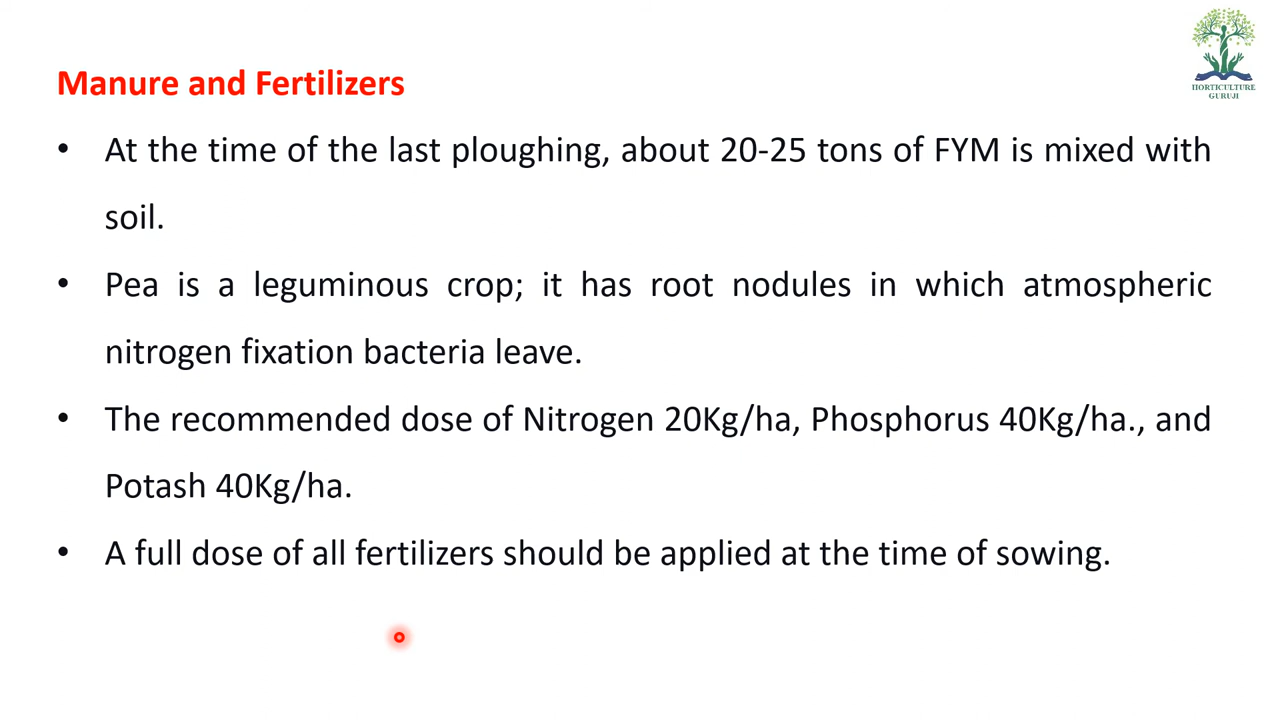 HORTICULTURE
GURUJI
Manure and Fertilizers
• At the time of the last ploughing, about 20-25 tons of FYM is mixed with
soil.
• Pea is a leguminous crop; it has root nodules in which atmospheric
nitrogen fixation bacteria leave.
• The recommended dose of Nitrogen 20Kg/ha, Phosphorus 40Kg/ha., and
Potash 40Kg/ha.
• A full dose of all fertilizers should be applied at the time of sowing.